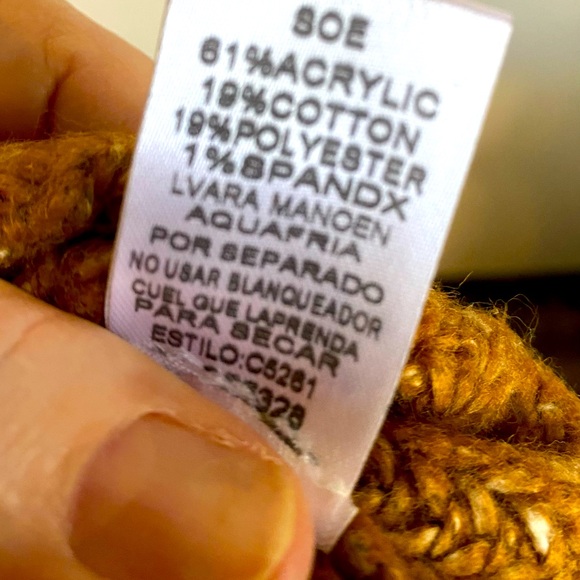 SOE
61%ACRYLIC
19%COTTON
19%POLYESTER
1%SPANDX
LVARA MANOEN
AQUAFRIA
POR SEPARADO
NO USAR BLANQUEADOR
CUEL GUE LAPRENDA
PARA SECAR
ESTILO:C5261